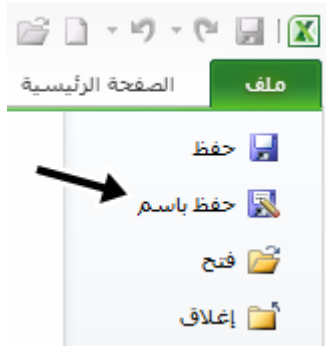 ملف الصفحة الرئيسية
حفظ
حفظ باسم
فتح
إغلاق